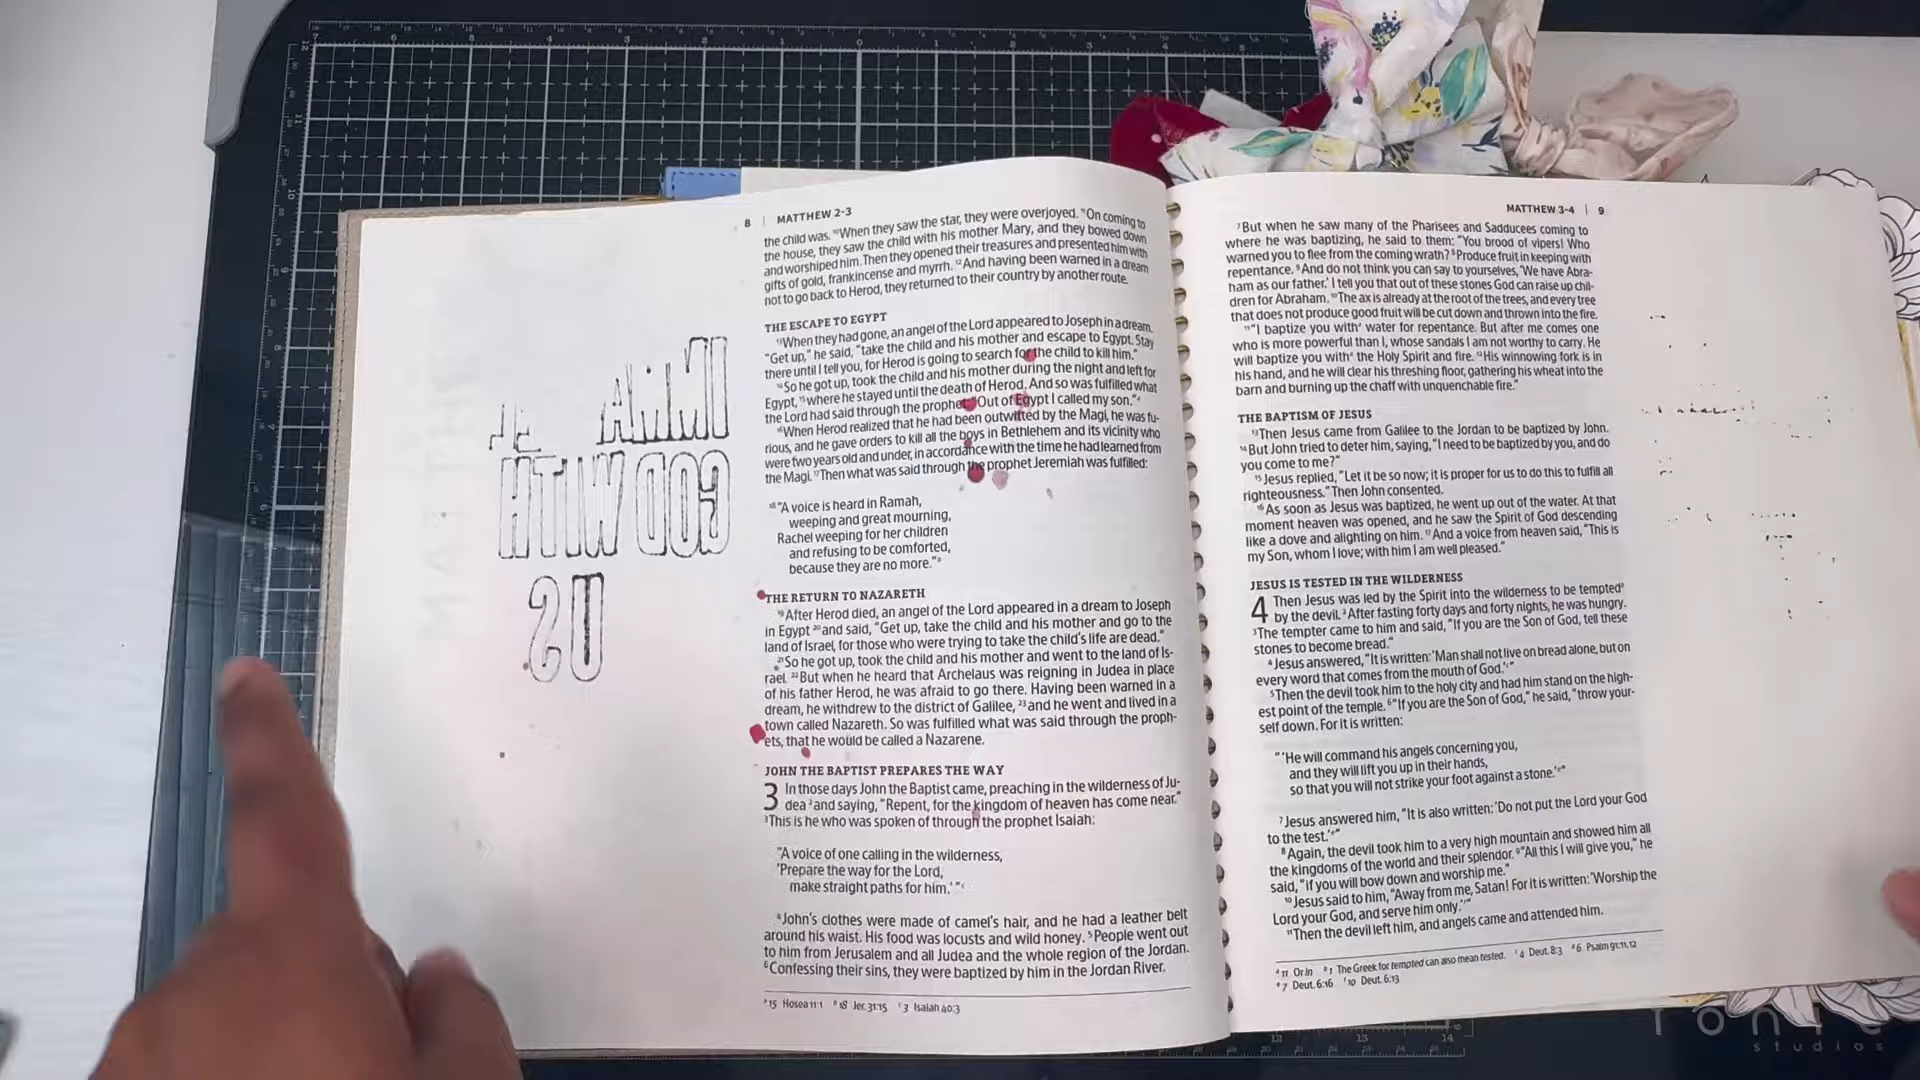 8 | MATTHEW 2-3
the child was. ¹⁰When they saw the star, they were overjoyed. ¹¹On coming to
the house, they saw the child with his mother Mary, and they bowed down
and worshiped him. Then they opened their treasures and presented him with
gifts of gold, frankincense and myrrh. ¹²And having been warned in a dream
not to go back to Herod, they returned to their country by another route.
THE ESCAPE TO EGYPT
¹³When they had gone, an angel of the Lord appeared to Joseph in a dream.
"Get up," he said, "take the child and his mother and escape to Egypt. Stay
there until I tell you, for Herod is going to search for the child to kill him."
¹⁴So he got up, took the child and his mother during the night and left for
Egypt, ¹⁵where he stayed until the death of Herod. And so was fulfilled what
the Lord had said through the prophet: "Out of Egypt I called my son."ᵃ
¹⁶When Herod realized that he had been outwitted by the Magi, he was fu-
rious, and he gave orders to kill all the boys in Bethlehem and its vicinity who
were two years old and under, in accordance with the time he had learned from
the Magi. ¹⁷Then what was said through the prophet Jeremiah was fulfilled:
¹⁸"A voice is heard in Ramah,
weeping and great mourning,
Rachel weeping for her children
and refusing to be comforted,
because they are no more."ᵇ
THE RETURN TO NAZARETH
¹⁹After Herod died, an angel of the Lord appeared in a dream to Joseph
in Egypt ²⁰and said, "Get up, take the child and his mother and go to the
land of Israel, for those who were trying to take the child's life are dead."
²¹So he got up, took the child and his mother and went to the land of Is-
rael. ²²But when he heard that Archelaus was reigning in Judea in place
of his father Herod, he was afraid to go there. Having been warned in a
dream, he withdrew to the district of Galilee, ²³and he went and lived in a
town called Nazareth. So was fulfilled what was said through the proph-
ets, that he would be called a Nazarene.
JOHN THE BAPTIST PREPARES THE WAY
3 In those days John the Baptist came, preaching in the wilderness of Ju-
dea ²and saying, "Repent, for the kingdom of heaven has come near."
³This is he who was spoken of through the prophet Isaiah:
"A voice of one calling in the wilderness,
'Prepare the way for the Lord,
make straight paths for him.' "ᶜ
⁴John's clothes were made of camel's hair, and he had a leather belt
around his waist. His food was locusts and wild honey. ⁵People went out
to him from Jerusalem and all Judea and the whole region of the Jordan.
⁶Confessing their sins, they were baptized by him in the Jordan River.
ᵃ15 Hosea 11:1 ᵇ18 Jer. 31:15 ᶜ3 Isaiah 40:3
GOD WITH
US
MATTHEW 3-4 | 9
⁷But when he saw many of the Pharisees and Sadducees coming to
where he was baptizing, he said to them: "You brood of vipers! Who
warned you to flee from the coming wrath? ⁸Produce fruit in keeping with
repentance. ⁹And do not think you can say to yourselves, 'We have Abra-
ham as our father.' I tell you that out of these stones God can raise up chil-
dren for Abraham. ¹⁰The ax is already at the root of the trees, and every tree
that does not produce good fruit will be cut down and thrown into the fire.
¹¹"I baptize you withᵃ water for repentance. But after me comes one
who is more powerful than I, whose sandals I am not worthy to carry. He
will baptize you withᵃ the Holy Spirit and fire. ¹²His winnowing fork is in
his hand, and he will clear his threshing floor, gathering his wheat into the
barn and burning up the chaff with unquenchable fire."
THE BAPTISM OF JESUS
¹³Then Jesus came from Galilee to the Jordan to be baptized by John.
¹⁴But John tried to deter him, saying, "I need to be baptized by you, and do
you come to me?"
¹⁵Jesus replied, "Let it be so now; it is proper for us to do this to fulfill all
righteousness." Then John consented.
¹⁶As soon as Jesus was baptized, he went up out of the water. At that
moment heaven was opened, and he saw the Spirit of God descending
like a dove and alighting on him. ¹⁷And a voice from heaven said, "This is
my Son, whom I love; with him I am well pleased."
JESUS IS TESTED IN THE WILDERNESS
4 Then Jesus was led by the Spirit into the wilderness to be temptedᵇ
by the devil. ²After fasting forty days and forty nights, he was hungry.
³The tempter came to him and said, "If you are the Son of God, tell these
stones to become bread."
⁴Jesus answered, "It is written: 'Man shall not live on bread alone, but on
every word that comes from the mouth of God.'ᶜ"
⁵Then the devil took him to the holy city and had him stand on the high-
est point of the temple. ⁶"If you are the Son of God," he said, "throw your-
self down. For it is written:
" 'He will command his angels concerning you,
and they will lift you up in their hands,
so that you will not strike your foot against a stone.'ᵈ"
⁷Jesus answered him, "It is also written: 'Do not put the Lord your God
to the test.'ᵉ"
⁸Again, the devil took him to a very high mountain and showed him all
the kingdoms of the world and their splendor. ⁹"All this I will give you," he
said, "if you will bow down and worship me."
¹⁰Jesus said to him, "Away from me, Satan! For it is written: 'Worship the
Lord your God, and serve him only.'ᶠ"
¹¹Then the devil left him, and angels came and attended him.
ᵃ11 Or in ᵇ1 The Greek for tempted can also mean tested. ᶜ4 Deut. 8:3 ᵈ6 Psalm 91:11,12
ᵉ7 Deut. 6:16 ᶠ10 Deut. 6:13
tonic
studios